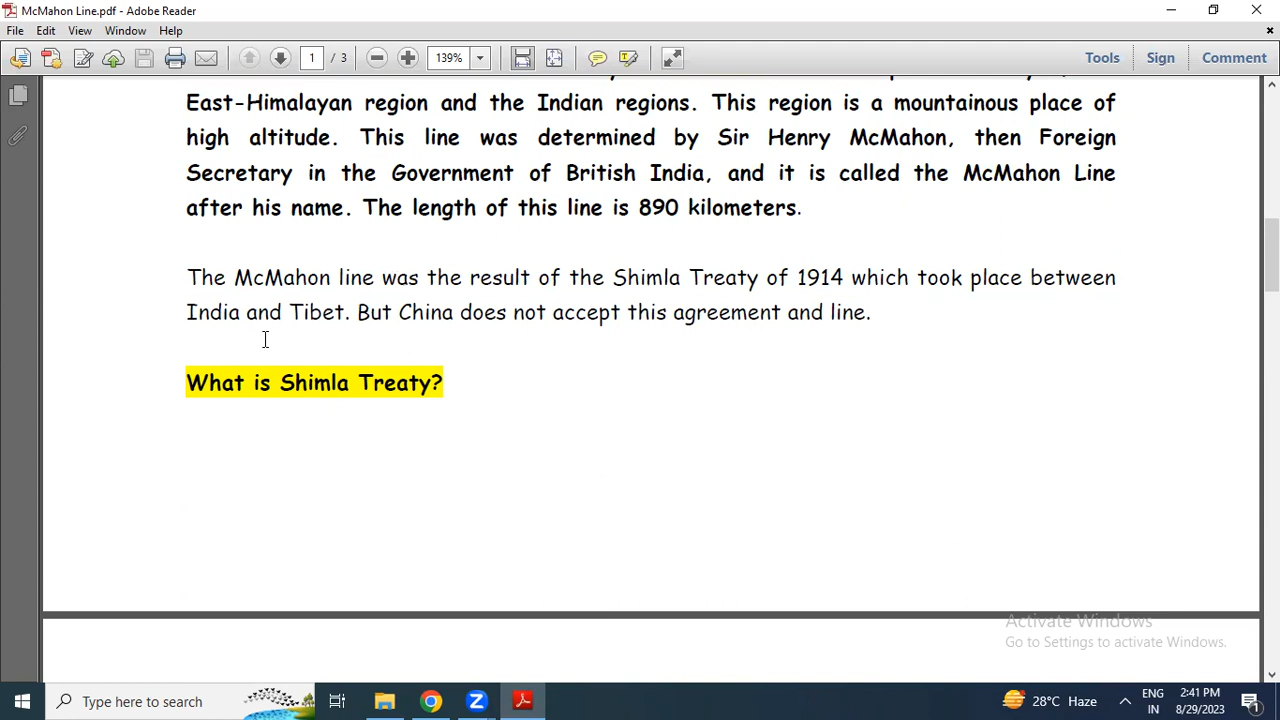 McMahon Line.pdf - Adobe Reader
File Edit View Window Help
1 / 3 139% Tools Sign Comment
East-Himalayan region and the Indian regions. This region is a mountainous place of
high altitude. This line was determined by Sir Henry McMahon, then Foreign
Secretary in the Government of British India, and it is called the McMahon Line
after his name. The length of this line is 890 kilometers.
The McMahon line was the result of the Shimla Treaty of 1914 which took place between
India and Tibet. But China does not accept this agreement and line.
What is Shimla Treaty?
Activate Windows
Go to Settings to activate Windows.
Type here to search
28°C Haze
ENG
IN
2:41 PM
8/29/2023
1